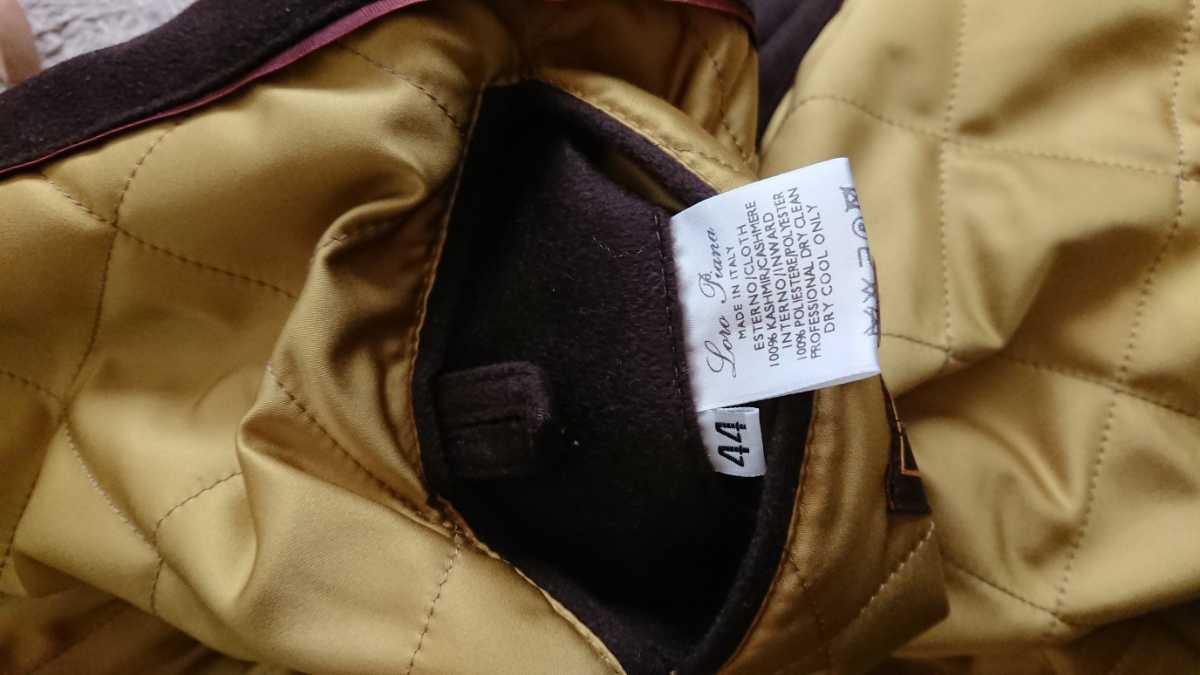 Loro Piana
MADE IN ITALY
ESTERNO/CLOTH
100% KASHMIR/CASHMERE
INTERNO/INWARD
100% POLIESTERE/POLYESTER
PROFESSIONAL DRY CLEAN
DRY COOL ONLY
44